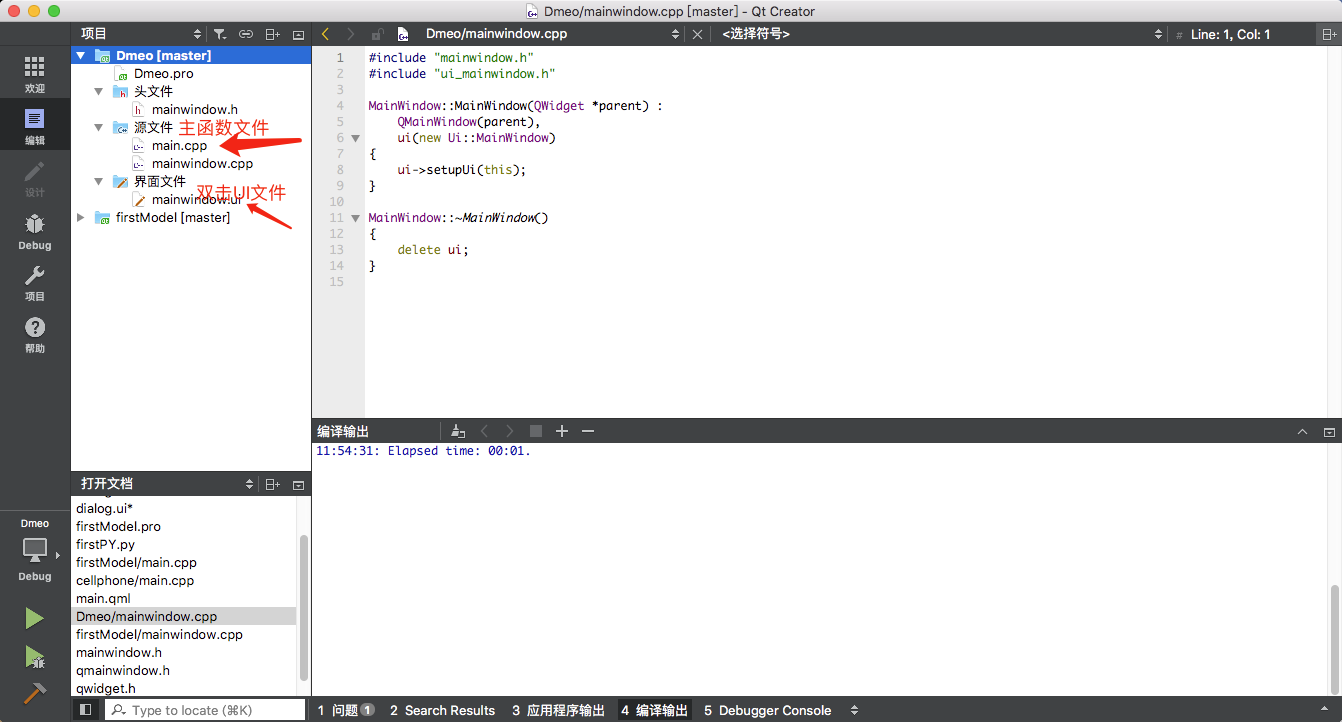 Dmeo/mainwindow.cpp [master] - Qt Creator
项目
Dmeo/mainwindow.cpp
<选择符号>
# Line: 1, Col: 1
欢迎
编辑
设计
Debug
项目
帮助
Dmeo [master]
Dmeo.pro
头文件
mainwindow.h
源文件 主函数文件
main.cpp
mainwindow.cpp
界面文件
双击UI文件
mainwindow.ui
firstModel [master]
1 #include "mainwindow.h"
2 #include "ui_mainwindow.h"
3
4 MainWindow::MainWindow(QWidget *parent) :
5 QMainWindow(parent),
6 ui(new Ui::MainWindow)
7 {
8 ui->setupUi(this);
9 }
10
11 MainWindow::~MainWindow()
12 {
13 delete ui;
14 }
15
编译输出
11:54:31: Elapsed time: 00:01.
打开文档
dialog.ui*
firstModel.pro
firstPY.py
firstModel/main.cpp
cellphone/main.cpp
main.qml
Dmeo/mainwindow.cpp
firstModel/mainwindow.cpp
mainwindow.h
qmainwindow.h
qwidget.h
Dmeo
Debug
Type to locate (⌘K)
1 问题 1 2 Search Results 3 应用程序输出 4 编译输出 5 Debugger Console